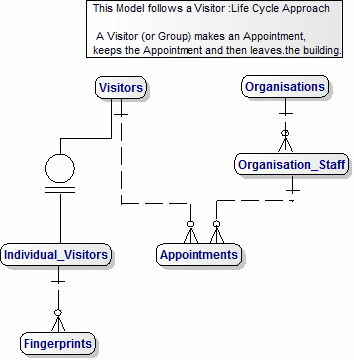 This Model follows a Visitor :Life Cycle Approach
A Visitor (or Group) makes an Appointment,
keeps the Appointment and then leaves.the building.
Visitors
Organisations
Organisation_Staff
Individual_Visitors
Appointments
Fingerprints